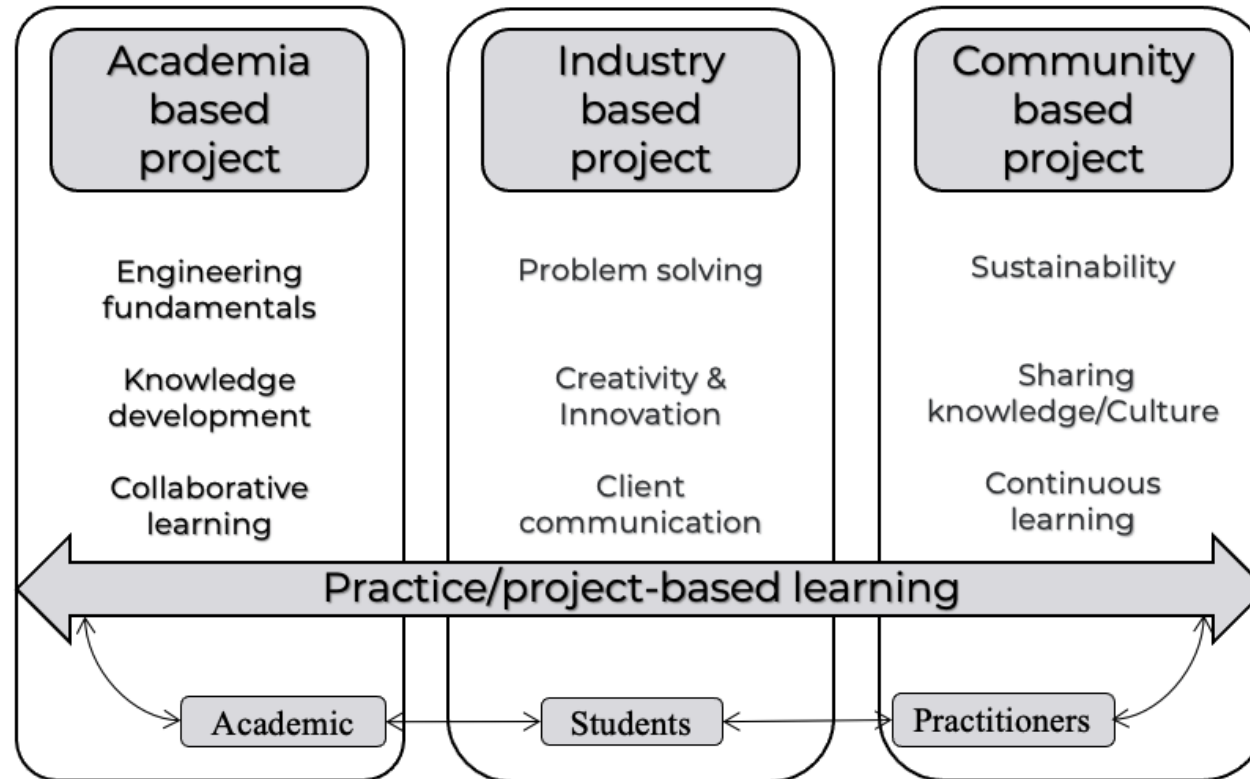 Academia
based
project
Engineering
fundamentals
Knowledge
development
Collaborative
learning
Industry
based
project
Problem solving
Creativity &
Innovation
Client
communication
Community
based
project
Sustainability
Sharing
knowledge/Culture
Continuous
learning
Practice/project-based learning
Academic
Students
Practitioners